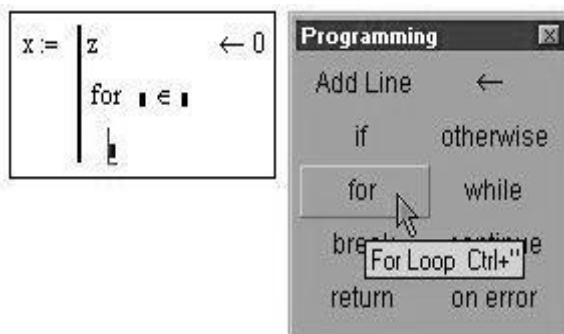 x := z ← 0
for ∈
Programming
Add Line ←
if otherwise
for while
For Loop Ctrl+"
return on error